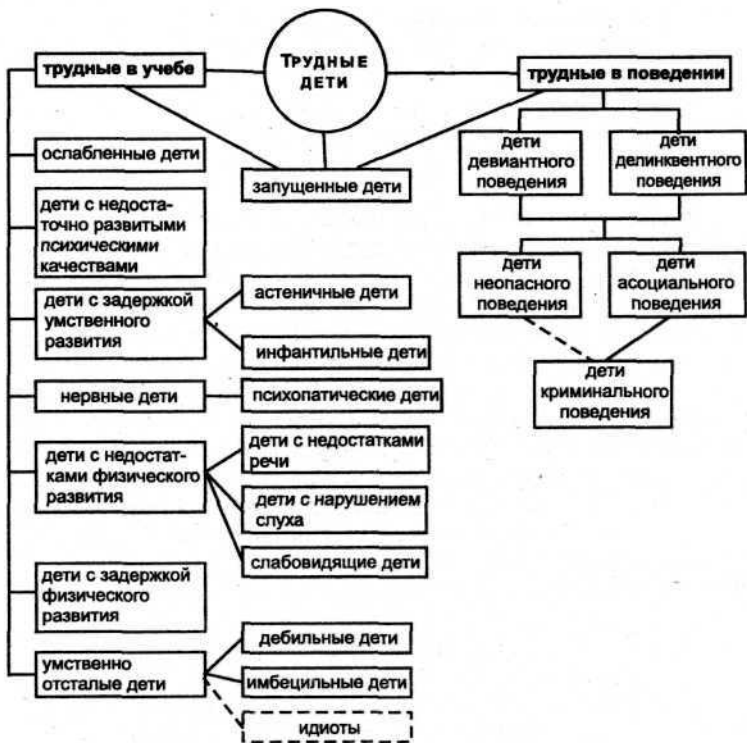 ТРУДНЫЕ
ДЕТИ
трудные в учебе
трудные в поведении
запущенные дети
ослабленные дети
дети с недоста-
точно развитыми
психическими
качествами
дети с задержкой
умственного
развития
астеничные дети
инфантильные дети
нервные дети
психопатические дети
дети с недостат-
ками физического
развития
дети с недостатками
речи
дети с нарушением
слуха
слабовидящие дети
дети с задержкой
физического
развития
умственно
отсталые дети
дебильные дети
имбецильные дети
идиоты
дети
девиантного
поведения
дети
делинквентного
поведения
дети
неопасного
поведения
дети
асоциального
поведения
дети
криминального
поведения